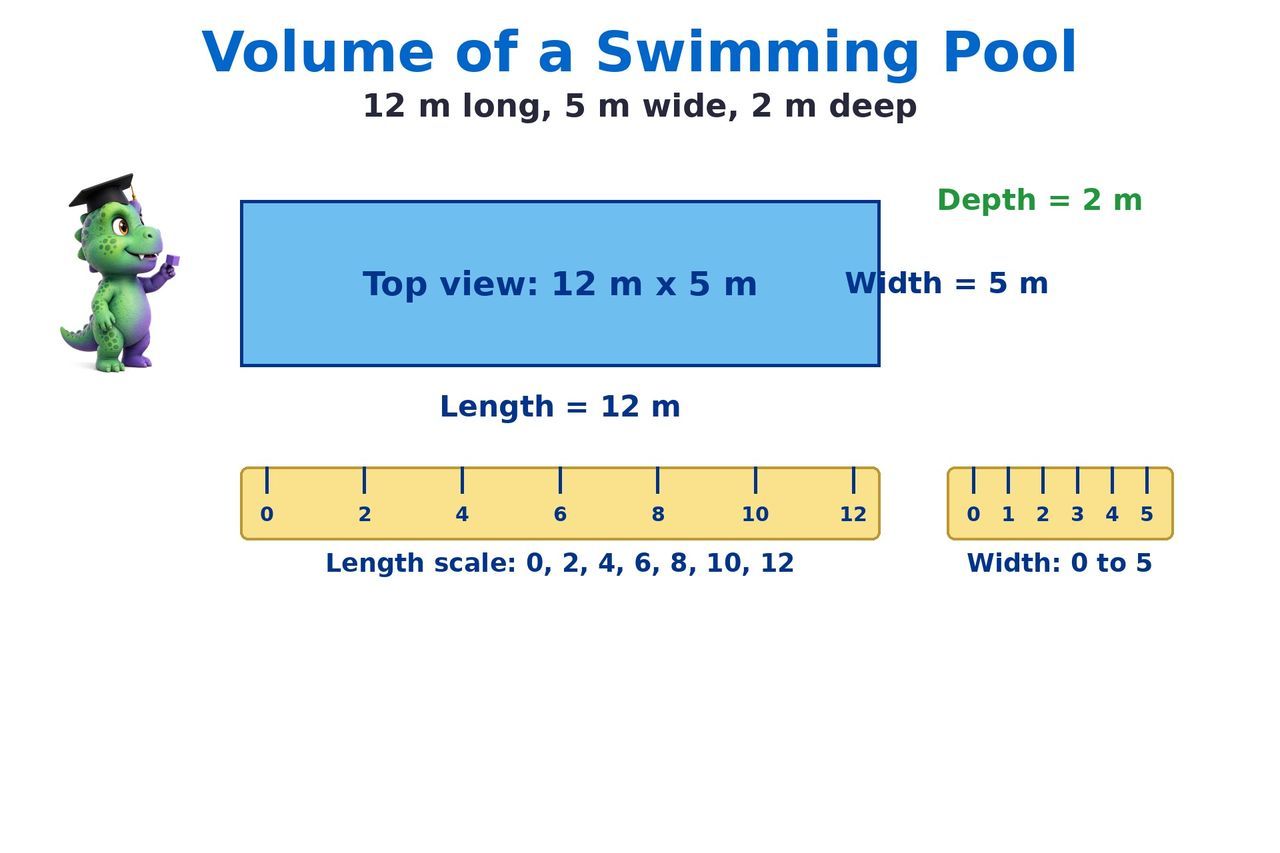 Volume of a Swimming Pool
12 m long, 5 m wide, 2 m deep
Depth = 2 m
Top view: 12 m x 5 m
Width = 5 m
Length = 12 m
0 2 4 6 8 10 12
0 1 2 3 4 5
Length scale: 0, 2, 4, 6, 8, 10, 12
Width: 0 to 5